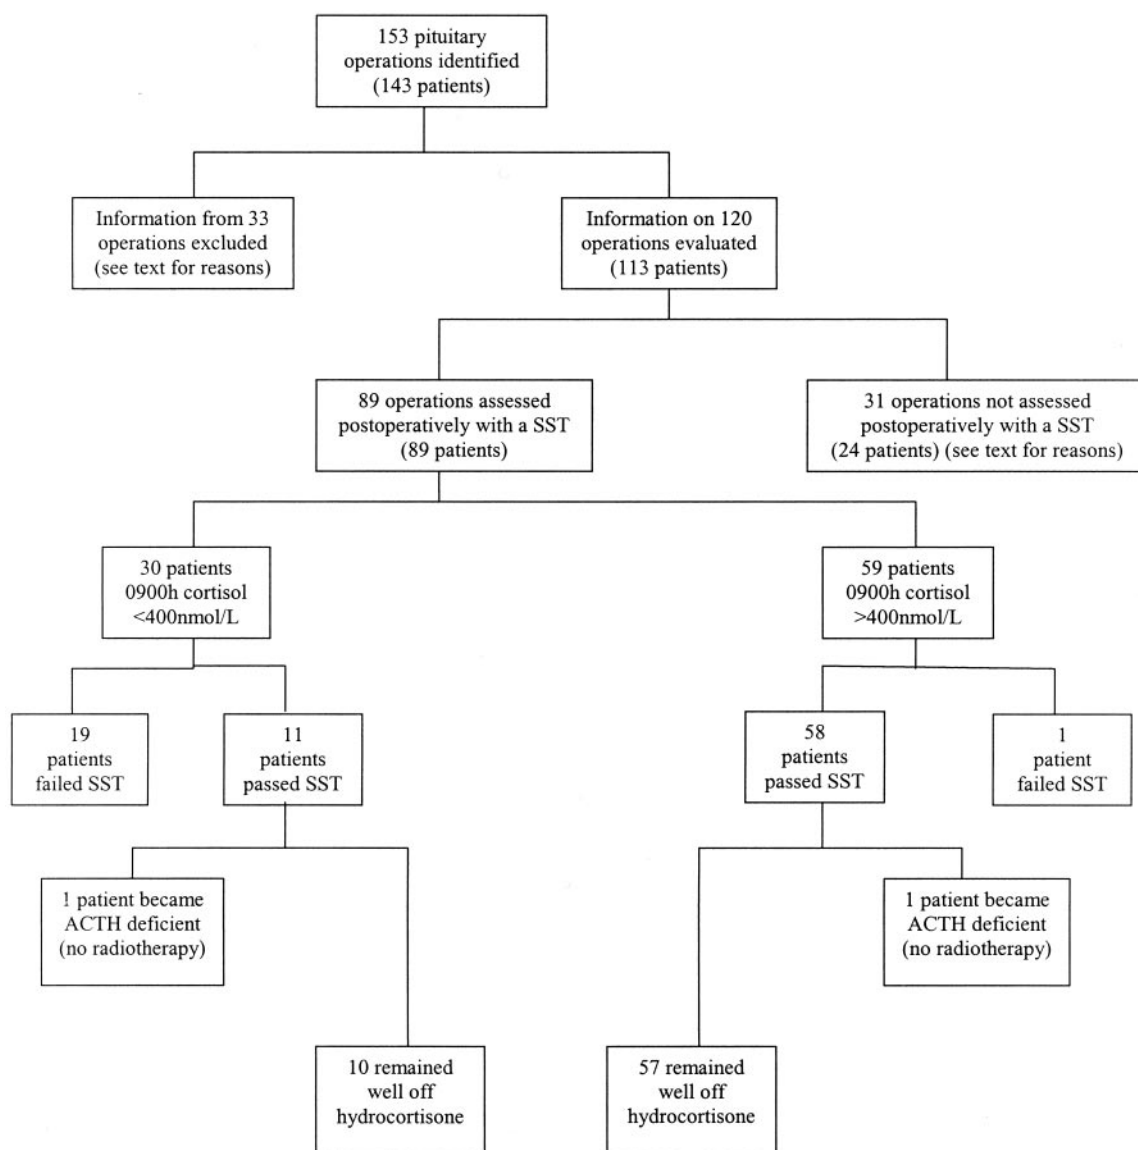 153 pituitary
operations identified
(143 patients)
Information from 33
operations excluded
(see text for reasons)
Information on 120
operations evaluated
(113 patients)
89 operations assessed
postoperatively with a SST
(89 patients)
31 operations not assessed
postoperatively with a SST
(24 patients) (see text for reasons)
30 patients
0900h cortisol
<400nmol/L
59 patients
0900h cortisol
>400nmol/L
19
patients
failed SST
11
patients
passed SST
58
patients
passed SST
1
patient
failed SST
1 patient became
ACTH deficient
(no radiotherapy)
1 patient became
ACTH deficient
(no radiotherapy)
10 remained
well off
hydrocortisone
57 remained
well off
hydrocortisone